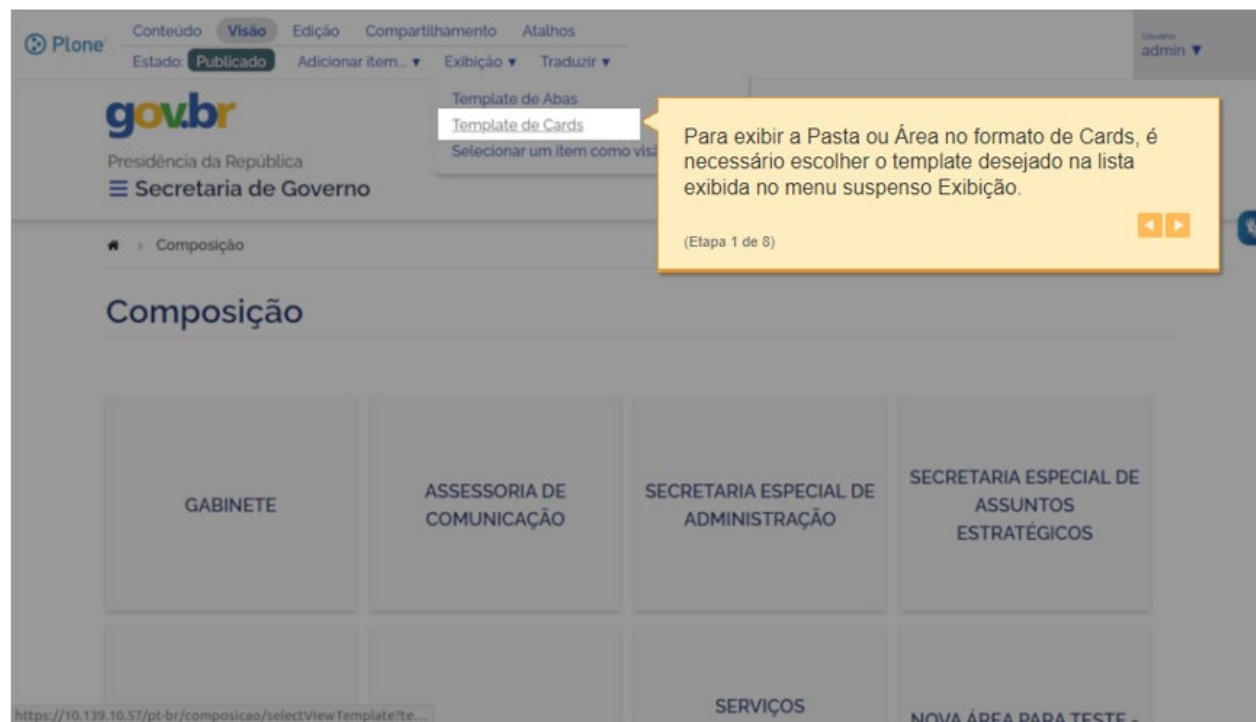 Plone
Conteúdo Visão Edição Compartilhamento Atalhos
Estado: Publicado Adicionar item... ▼ Exibição ▼ Traduzir ▼
Usuário
admin ▼
gov.br
Template de Abas
Template de Cards
Selecionar um item como
Presidência da República
Secretaria de Governo
Para exibir a Pasta ou Área no formato de Cards, é
necessário escolher o template desejado na lista
exibida no menu suspenso Exibição.
(Etapa 1 de 8)
Composição
Composição
GABINETE
ASSESSORIA DE
COMUNICAÇÃO
SECRETARIA ESPECIAL DE
ADMINISTRAÇÃO
SECRETARIA ESPECIAL DE
ASSUNTOS
ESTRATÉGICOS
SERVIÇOS
NOVA ÁREA PARA TESTE -
https://10.139.10.57/pt-br/composicao/selectViewTemplate?te...